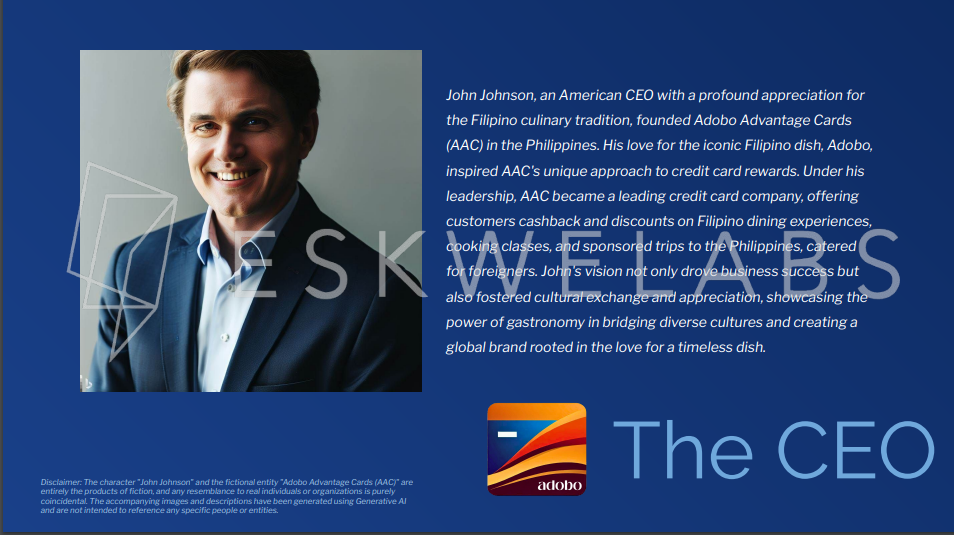 John Johnson, an American CEO with a profound appreciation for
the Filipino culinary tradition, founded Adobo Advantage Cards
(AAC) in the Philippines. His love for the iconic Filipino dish, Adobo,
inspired AAC's unique approach to credit card rewards. Under his
leadership, AAC became a leading credit card company, offering
customers cashback and discounts on Filipino dining experiences,
cooking classes, and sponsored trips to the Philippines, catered
for foreigners. John's vision not only drove business success but
also fostered cultural exchange and appreciation, showcasing the
power of gastronomy in bridging diverse cultures and creating a
global brand rooted in the love for a timeless dish.
ESKWELABS
adobo
The CEO
Disclaimer: The character "John Johnson" and the fictional entity "Adobo Advantage Cards (AAC)" are
entirely the products of fiction, and any resemblance to real individuals or organizations is purely
coincidental. The accompanying images and descriptions have been generated using Generative AI
and are not intended to reference any specific people or entities.